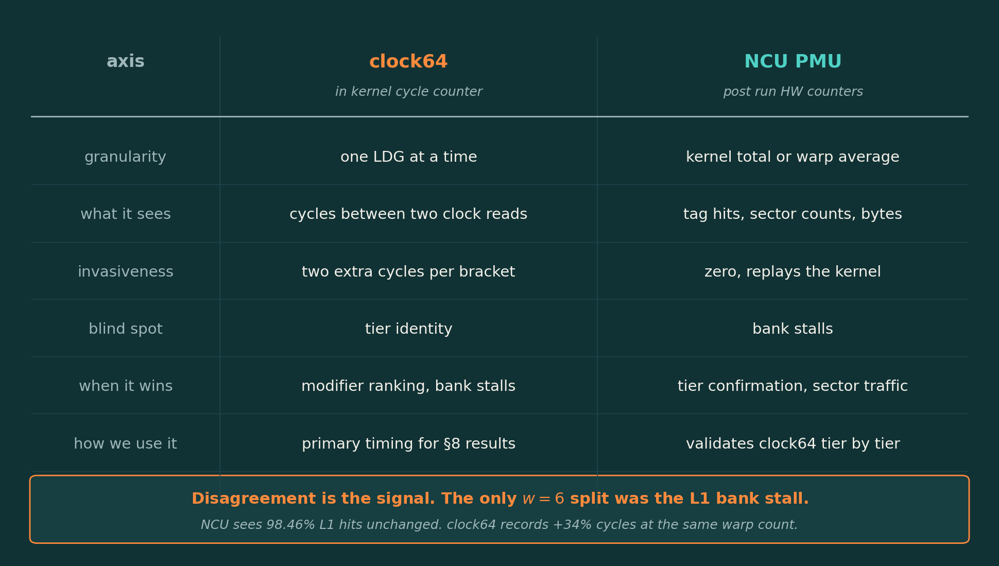 axis clock64 NCU PMU
in kernel cycle counter post run HW counters
granularity one LDG at a time kernel total or warp average
what it sees cycles between two clock reads tag hits, sector counts, bytes
invasiveness two extra cycles per bracket zero, replays the kernel
blind spot tier identity bank stalls
when it wins modifier ranking, bank stalls tier confirmation, sector traffic
how we use it primary timing for §8 results validates clock64 tier by tier
Disagreement is the signal. The only w = 6 split was the L1 bank stall.
NCU sees 98.46% L1 hits unchanged. clock64 records +34% cycles at the same warp count.